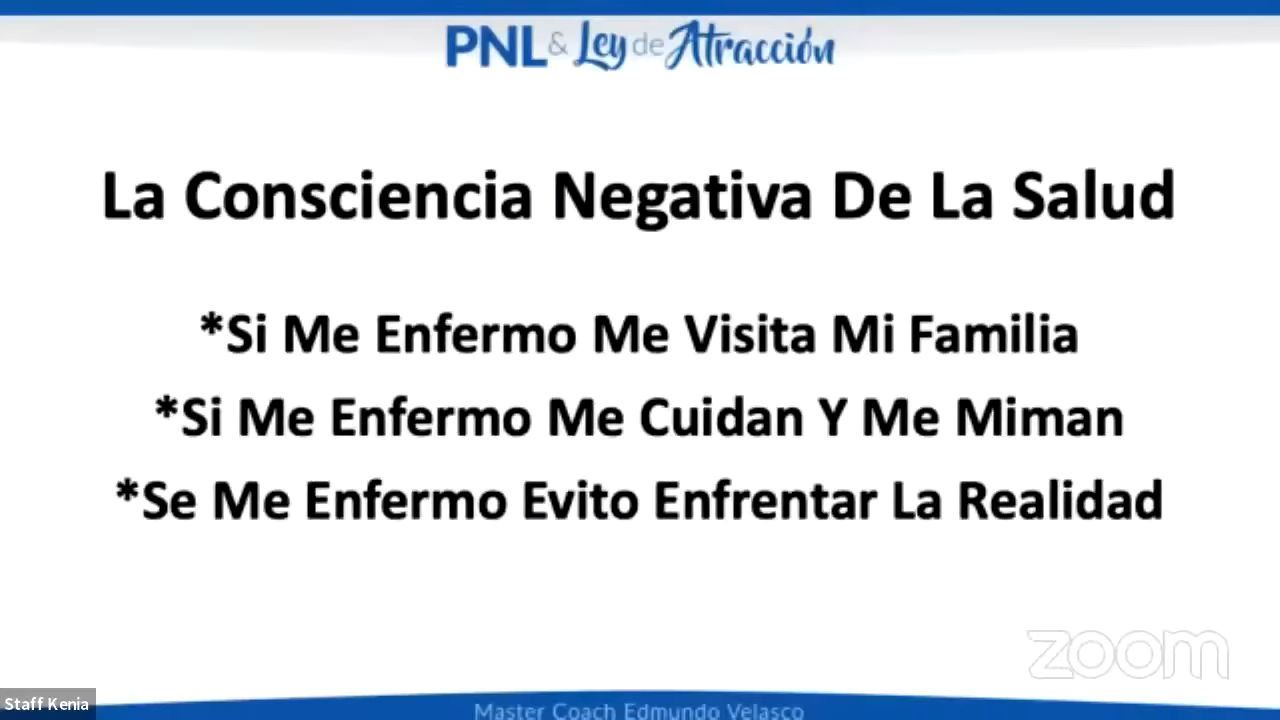 PNL & Ley de Atracción
La Consciencia Negativa De La Salud
*Si Me Enfermo Me Visita Mi Familia
*Si Me Enfermo Me Cuidan Y Me Miman
*Se Me Enfermo Evito Enfrentar La Realidad
zoom
Staff Kenia
Master Coach Edmundo Velasco